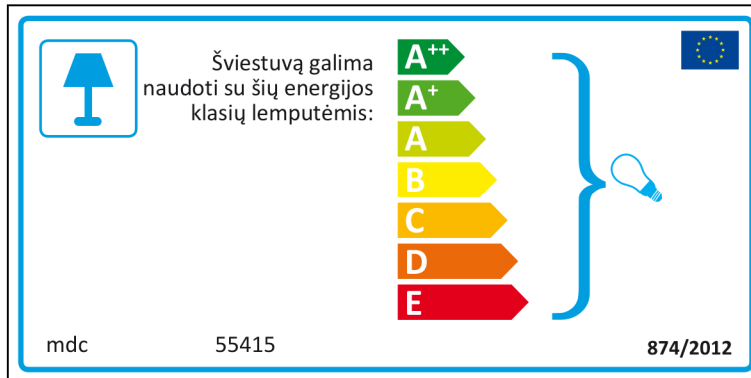 Šviestuvą galima
naudoti su šių energijos
klasių lemputėmis:
A++
A+
A
B
C
D
E
mdc 55415 874/2012